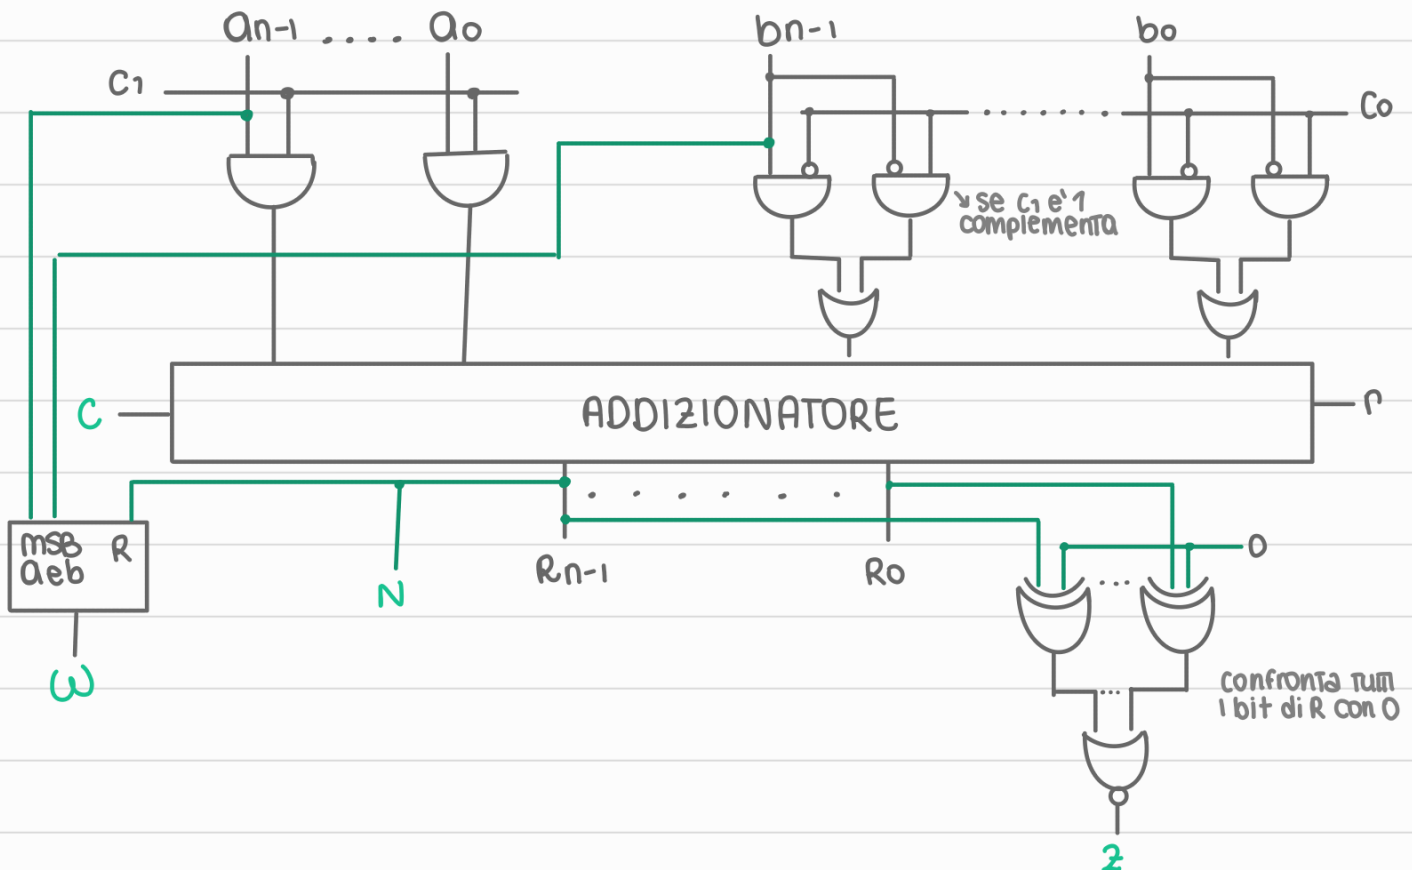 an-1 .... a0
bn-1
b0
C1
C0
↘ se c1 e' 1
complementa
C
ADDIZIONATORE
r
msB R
a e b
N
Rn-1
R0
0
ω
confronta tutti
1 bit di R con 0
Z